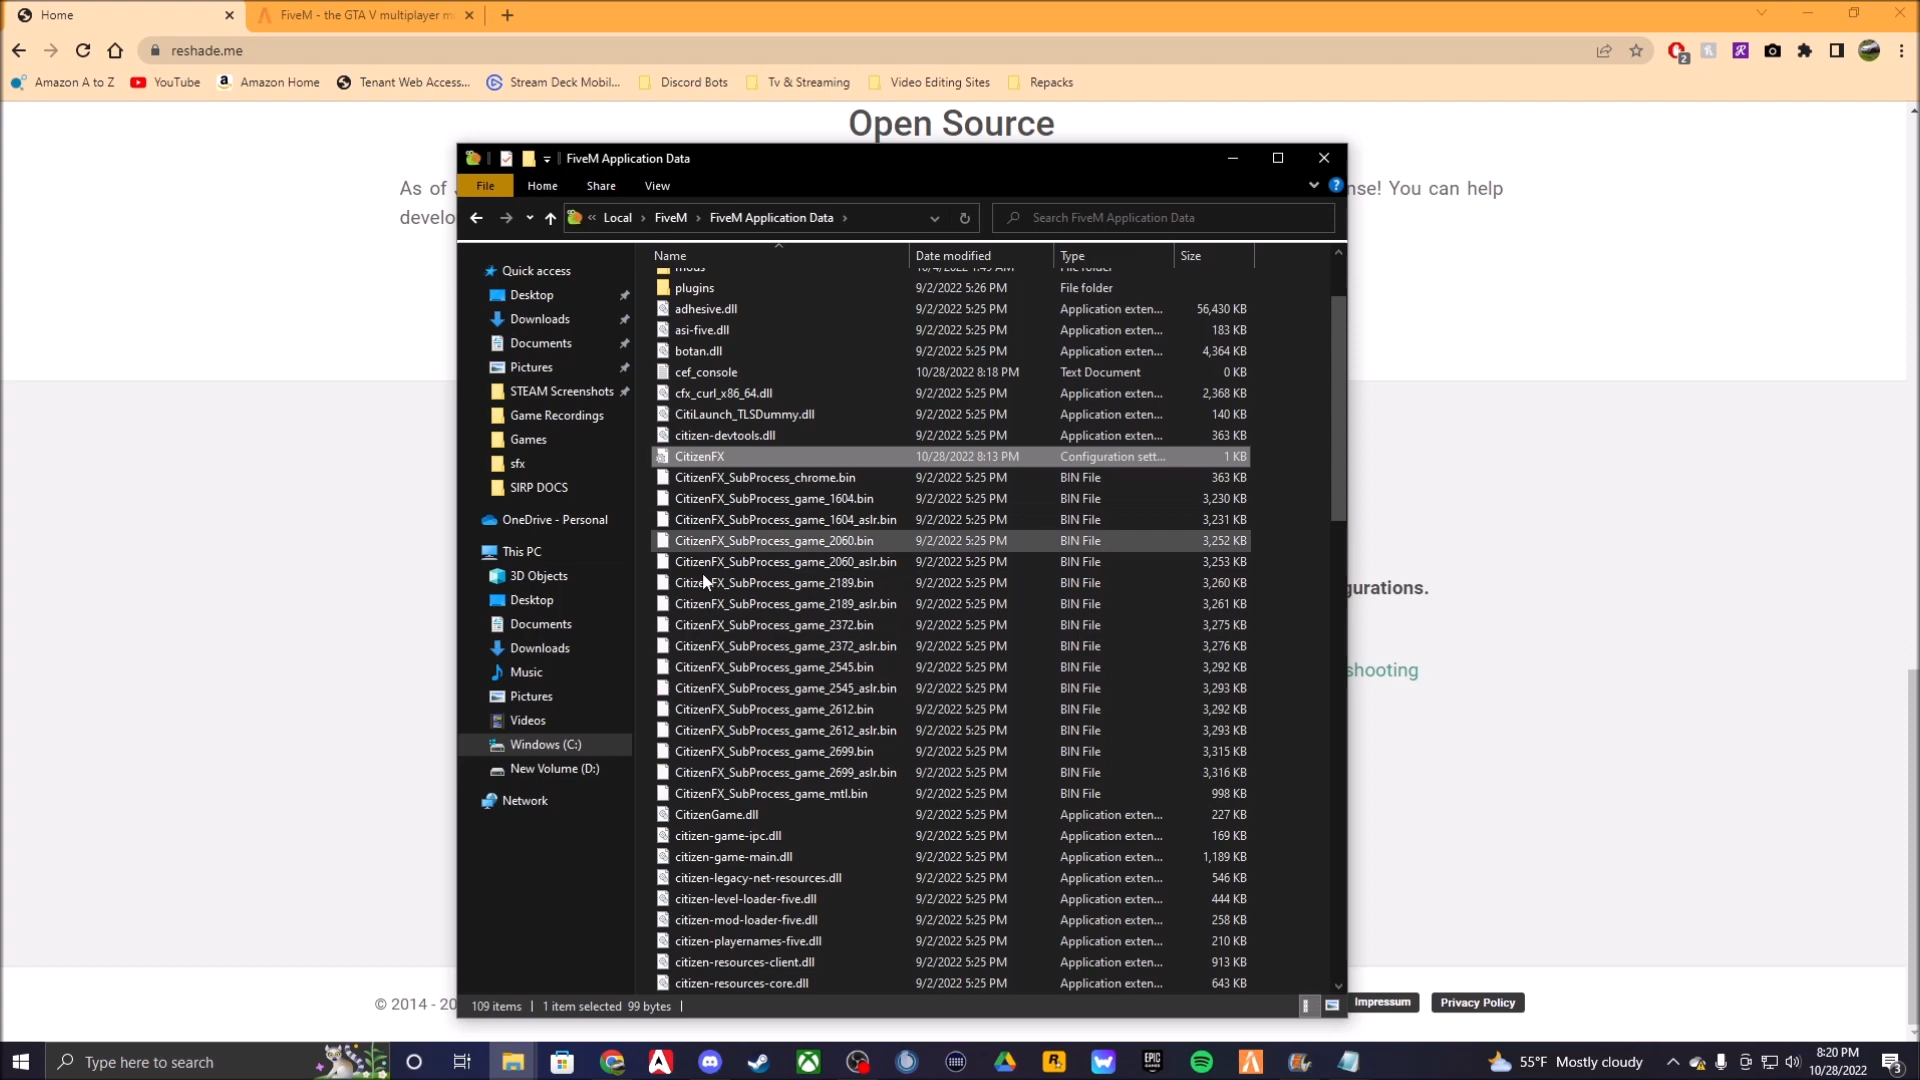 Home
FiveM - the GTA V multiplayer m
reshade.me
2
Amazon A to Z
YouTube
Amazon Home
Tenant Web Access...
Stream Deck Mobil...
Discord Bots
Tv & Streaming
Video Editing Sites
Repacks
Open Source
As of
nse! You can help
develo
gurations.
shooting
© 2014 - 20
Impressum
Privacy Policy
FiveM Application Data
File
Home
Share
View
« Local > FiveM > FiveM Application Data >
Search FiveM Application Data
Quick access
Desktop
Downloads
Documents
Pictures
STEAM Screenshots
Game Recordings
Games
sfx
SIRP DOCS
OneDrive - Personal
This PC
3D Objects
Desktop
Documents
Downloads
Music
Pictures
Videos
Windows (C:)
New Volume (D:)
Network
Name Date modified Type Size
mods 10/4/2022 1:49 AM File folder
plugins 9/2/2022 5:26 PM File folder
adhesive.dll 9/2/2022 5:25 PM Application exten... 56,430 KB
asi-five.dll 9/2/2022 5:25 PM Application exten... 183 KB
botan.dll 9/2/2022 5:25 PM Application exten... 4,364 KB
cef_console 10/28/2022 8:18 PM Text Document 0 KB
cfx_curl_x86_64.dll 9/2/2022 5:25 PM Application exten... 2,368 KB
CitiLaunch_TLSDummy.dll 9/2/2022 5:25 PM Application exten... 140 KB
citizen-devtools.dll 9/2/2022 5:25 PM Application exten... 363 KB
CitizenFX 10/28/2022 8:13 PM Configuration sett... 1 KB
CitizenFX_SubProcess_chrome.bin 9/2/2022 5:25 PM BIN File 363 KB
CitizenFX_SubProcess_game_1604.bin 9/2/2022 5:25 PM BIN File 3,230 KB
CitizenFX_SubProcess_game_1604_aslr.bin 9/2/2022 5:25 PM BIN File 3,231 KB
CitizenFX_SubProcess_game_2060.bin 9/2/2022 5:25 PM BIN File 3,252 KB
CitizenFX_SubProcess_game_2060_aslr.bin 9/2/2022 5:25 PM BIN File 3,253 KB
CitizenFX_SubProcess_game_2189.bin 9/2/2022 5:25 PM BIN File 3,260 KB
CitizenFX_SubProcess_game_2189_aslr.bin 9/2/2022 5:25 PM BIN File 3,261 KB
CitizenFX_SubProcess_game_2372.bin 9/2/2022 5:25 PM BIN File 3,275 KB
CitizenFX_SubProcess_game_2372_aslr.bin 9/2/2022 5:25 PM BIN File 3,276 KB
CitizenFX_SubProcess_game_2545.bin 9/2/2022 5:25 PM BIN File 3,292 KB
CitizenFX_SubProcess_game_2545_aslr.bin 9/2/2022 5:25 PM BIN File 3,293 KB
CitizenFX_SubProcess_game_2612.bin 9/2/2022 5:25 PM BIN File 3,292 KB
CitizenFX_SubProcess_game_2612_aslr.bin 9/2/2022 5:25 PM BIN File 3,293 KB
CitizenFX_SubProcess_game_2699.bin 9/2/2022 5:25 PM BIN File 3,315 KB
CitizenFX_SubProcess_game_2699_aslr.bin 9/2/2022 5:25 PM BIN File 3,316 KB
CitizenFX_SubProcess_game_mtl.bin 9/2/2022 5:25 PM BIN File 998 KB
CitizenGame.dll 9/2/2022 5:25 PM Application exten... 227 KB
citizen-game-ipc.dll 9/2/2022 5:25 PM Application exten... 169 KB
citizen-game-main.dll 9/2/2022 5:25 PM Application exten... 1,189 KB
citizen-legacy-net-resources.dll 9/2/2022 5:25 PM Application exten... 546 KB
citizen-level-loader-five.dll 9/2/2022 5:25 PM Application exten... 444 KB
citizen-mod-loader-five.dll 9/2/2022 5:25 PM Application exten... 258 KB
citizen-playernames-five.dll 9/2/2022 5:25 PM Application exten... 210 KB
citizen-resources-client.dll 9/2/2022 5:25 PM Application exten... 913 KB
citizen-resources-core.dll 9/2/2022 5:25 PM Application exten... 643 KB
109 items
1 item selected 99 bytes
Type here to search
EPIC GAMES
55°F Mostly cloudy
8:20 PM
10/28/2022
3